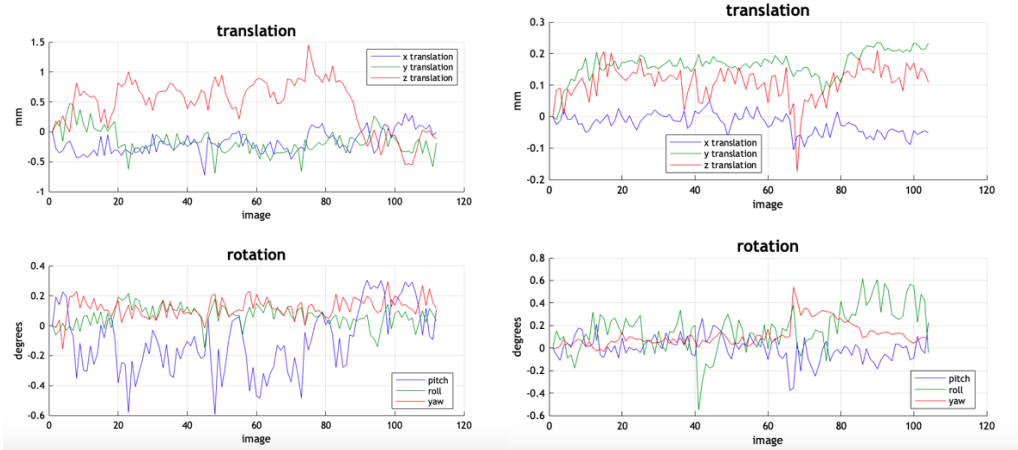 translation
1.5
1
0.5
0
-0.5
-1
mm
x translation
y translation
z translation
0 20 40 60 80 100 120
image
translation
0.3
0.2
0.1
0
-0.1
-0.2
mm
x translation
y translation
z translation
0 20 40 60 80 100 120
image
rotation
0.4
0.2
0
-0.2
-0.4
-0.6
degrees
pitch
roll
yaw
0 20 40 60 80 100 120
image
rotation
0.8
0.6
0.4
0.2
0
-0.2
-0.4
-0.6
degrees
pitch
roll
yaw
0 20 40 60 80 100 120
image